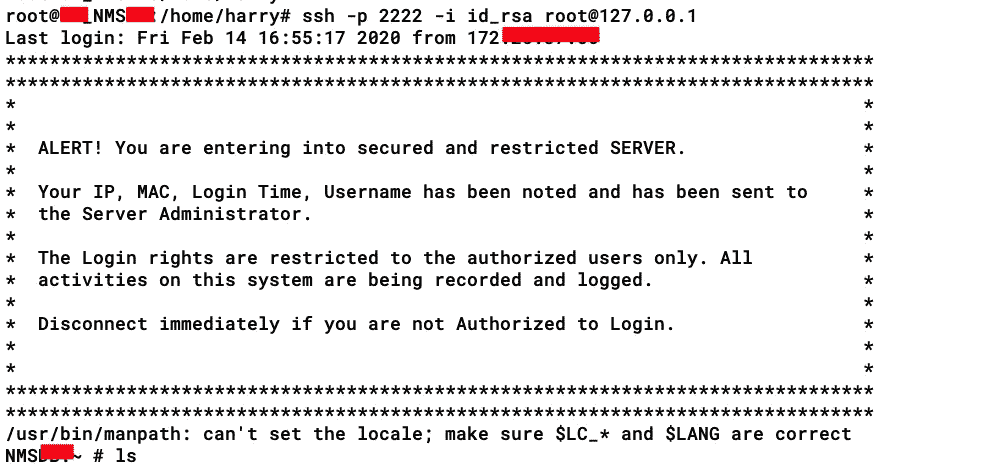 root@ _NMS :/home/harry# ssh -p 2222 -i id_rsa root@127.0.0.1
Last login: Fri Feb 14 16:55:17 2020 from 172
*******************************************************************************
*******************************************************************************
* *
* *
* ALERT! You are entering into secured and restricted SERVER. *
* *
* Your IP, MAC, Login Time, Username has been noted and has been sent to *
* the Server Administrator. *
* *
* The Login rights are restricted to the authorized users only. All *
* activities on this system are being recorded and logged. *
* *
* Disconnect immediately if you are not Authorized to Login. *
* *
* *
*******************************************************************************
*******************************************************************************
/usr/bin/manpath: can't set the locale; make sure $LC_* and $LANG are correct
NMS ~ # ls